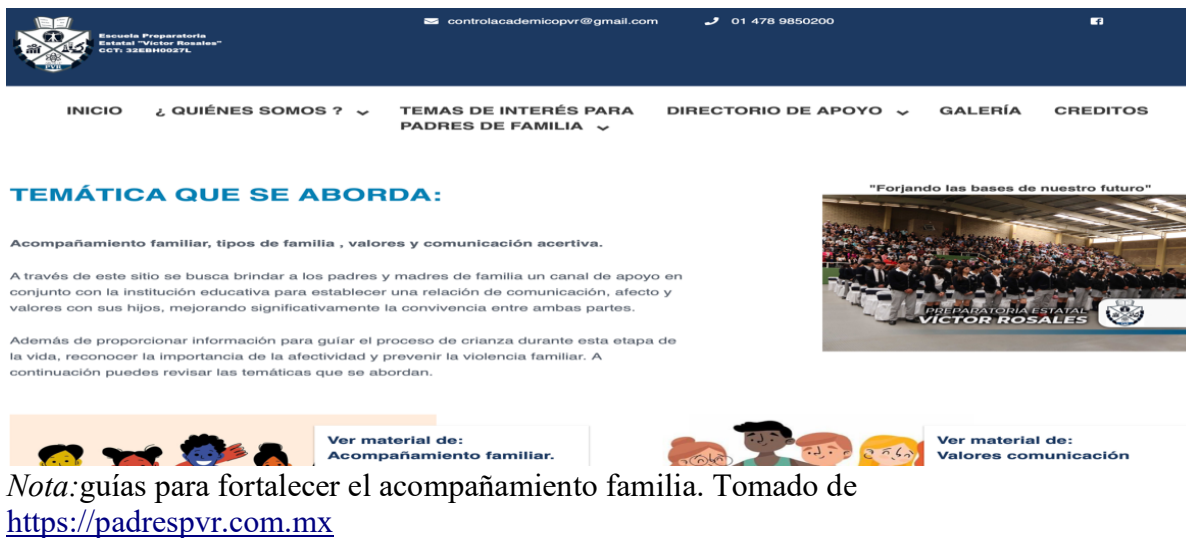 controlacademicopvr@gmail.com
01 478 9850200
Escuela Preparatoria
Estatal "Victor Rosales"
CCT: 32EBH0027L
PVR
INICIO
¿ QUIÉNES SOMOS ?
TEMAS DE INTERÉS PARA
PADRES DE FAMILIA
DIRECTORIO DE APOYO
GALERÍA
CREDITOS
TEMÁTICA QUE SE ABORDA:
Acompañamiento familiar, tipos de familia , valores y comunicación acertiva.
A través de este sitio se busca brindar a los padres y madres de familia un canal de apoyo en
conjunto con la institución educativa para establecer una relación de comunicación, afecto y
valores con sus hijos, mejorando significativamente la convivencia entre ambas partes.
Además de proporcionar información para guíar el proceso de crianza durante esta etapa de
la vida, reconocer la importancia de la afectividad y prevenir la violencia familiar. A
continuación puedes revisar las temáticas que se abordan.
"Forjando las bases de nuestro futuro"
PREPARATORIA ESTATAL
VÍCTOR ROSALES
Ver material de:
Acompañamiento familiar.
Ver material de:
Valores comunicación
Nota:guías para fortalecer el acompañamiento familia. Tomado de
https://padrespvr.com.mx